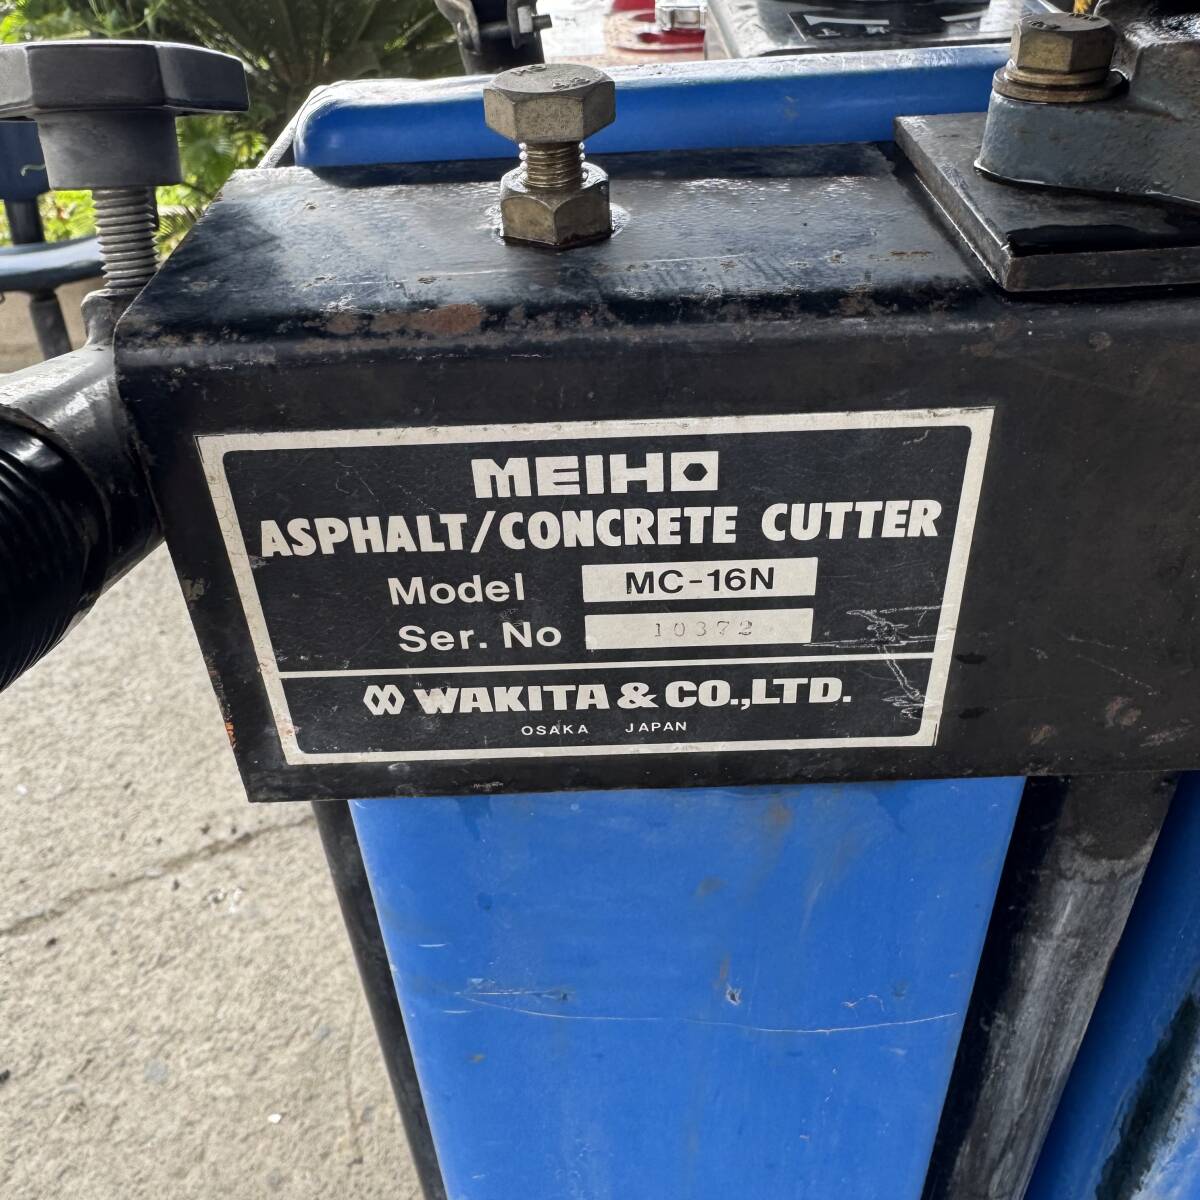 MEIHO
ASPHALT/CONCRETE CUTTER
Model MC-16N
Ser. No 10372
WAKITA & CO.,LTD.
OSAKA JAPAN